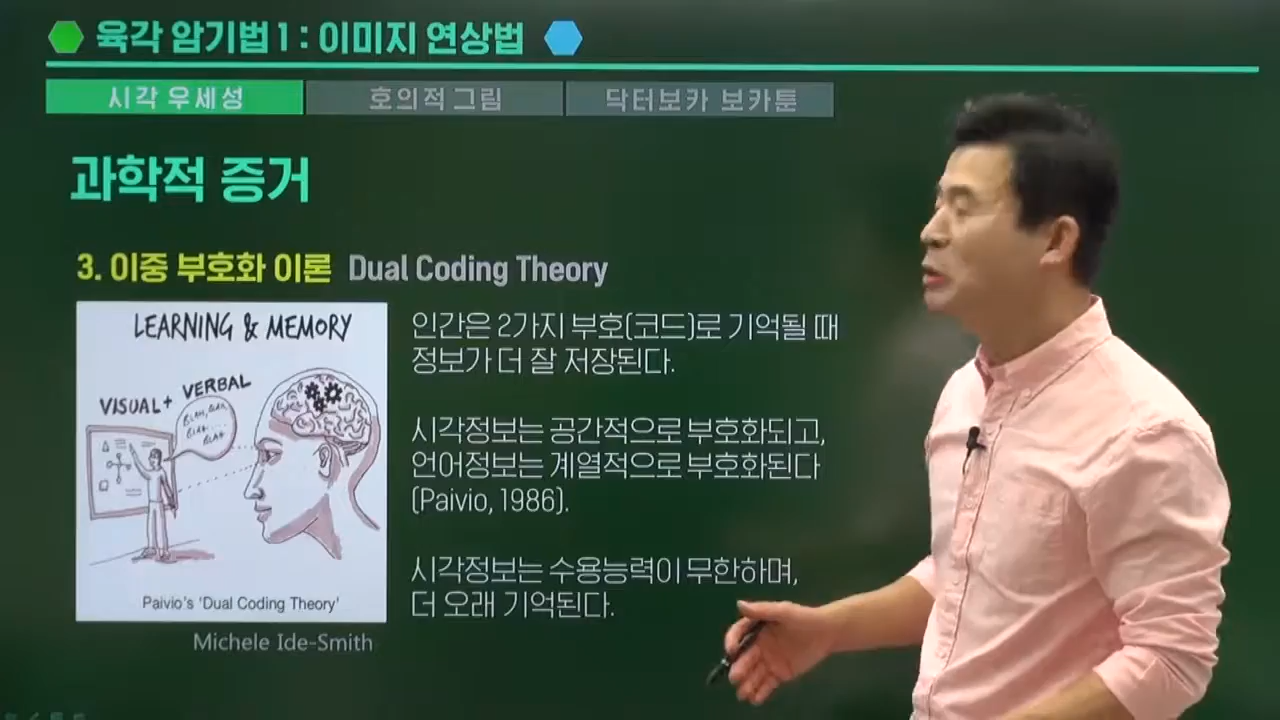 육각 암기법 1 : 이미지 연상법
시각 우세성
호의적 그림
닥터보카 보카툰
과학적 증거
3. 이중 부호화 이론 Dual Coding Theory
LEARNING & MEMORY
VISUAL + VERBAL
BLAH, BLAH,
BLAH...
BLAH
Paivio's 'Dual Coding Theory'
Michele Ide-Smith
인간은 2가지 부호(코드)로 기억될 때
정보가 더 잘 저장된다.
시각정보는 공간적으로 부호화되고,
언어정보는 계열적으로 부호화된다
(Paivio, 1986).
시각정보는 수용능력이 무한하며,
더 오래 기억된다.